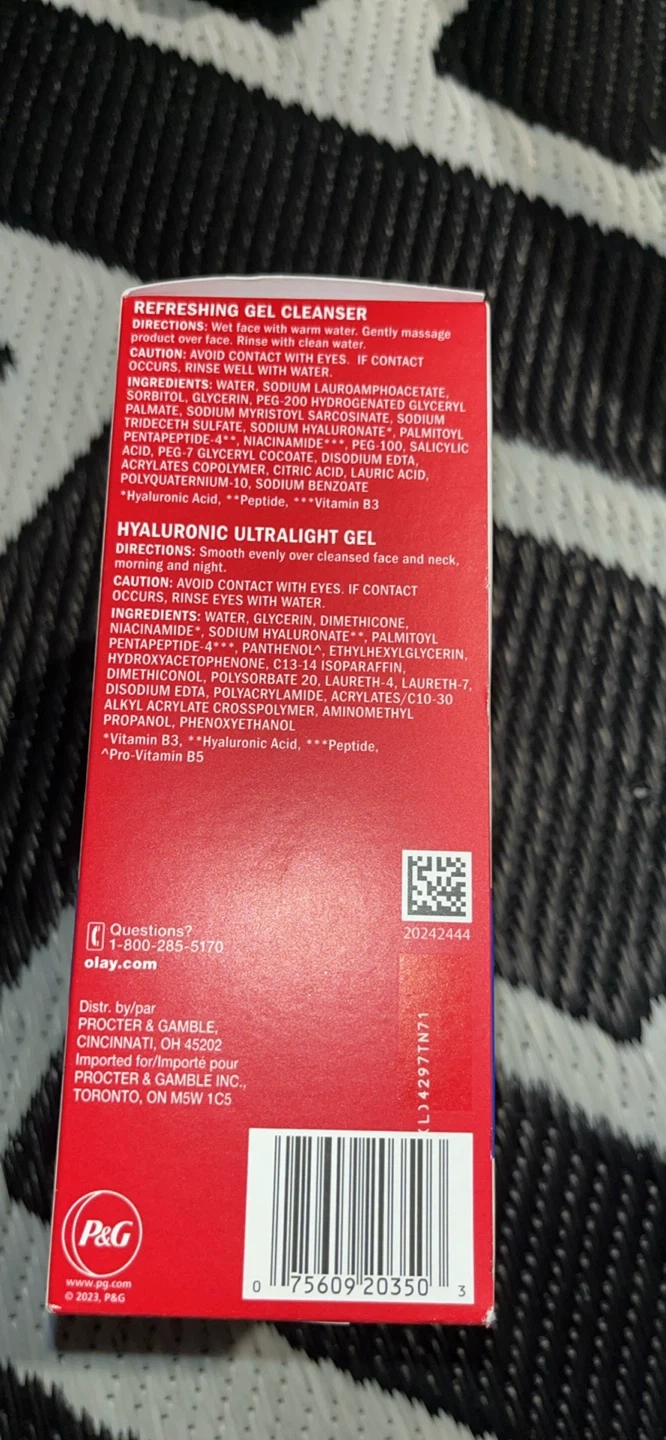 REFRESHING GEL CLEANSER
DIRECTIONS: Wet face with warm water. Gently massage
product over face. Rinse with clean water.
CAUTION: AVOID CONTACT WITH EYES. IF CONTACT
OCCURS, RINSE WELL WITH WATER.
INGREDIENTS: WATER, SODIUM LAUROAMPHOACETATE,
SORBITOL, GLYCERIN, PEG-200 HYDROGENATED GLYCERYL
PALMATE, SODIUM MYRISTOYL SARCOSINATE, SODIUM
TRIDECETH SULFATE, SODIUM HYALURONATE*, PALMITOYL
PENTAPEPTIDE-4**, NIACINAMIDE***, PEG-100, SALICYLIC
ACID, PEG-7 GLYCERYL COCOATE, DISODIUM EDTA,
ACRYLATES COPOLYMER, CITRIC ACID, LAURIC ACID,
POLYQUATERNIUM-10, SODIUM BENZOATE
*Hyaluronic Acid, **Peptide, ***Vitamin B3
HYALURONIC ULTRALIGHT GEL
DIRECTIONS: Smooth evenly over cleansed face and neck,
morning and night.
CAUTION: AVOID CONTACT WITH EYES. IF CONTACT
OCCURS, RINSE EYES WITH WATER.
INGREDIENTS: WATER, GLYCERIN, DIMETHICONE,
NIACINAMIDE*, SODIUM HYALURONATE**, PALMITOYL
PENTAPEPTIDE-4***, PANTHENOL^, ETHYLHEXYLGLYCERIN,
HYDROXYACETOPHENONE, C13-14 ISOPARAFFIN,
DIMETHICONOL, POLYSORBATE 20, LAURETH-4, LAURETH-7,
DISODIUM EDTA, POLYACRYLAMIDE, ACRYLATES/C10-30
ALKYL ACRYLATE CROSSPOLYMER, AMINOMETHYL
PROPANOL, PHENOXYETHANOL
*Vitamin B3, **Hyaluronic Acid, ***Peptide,
^Pro-Vitamin B5
20242444
Questions?
1-800-285-5170
olay.com
Distr. by/par
PROCTER & GAMBLE,
CINCINNATI, OH 45202
Imported for/Importé pour
PROCTER & GAMBLE INC.,
TORONTO, ON M5W 1C5
(L)4297TN71
P&G
www.pg.com
© 2023, P&G
0 75609 20350 3